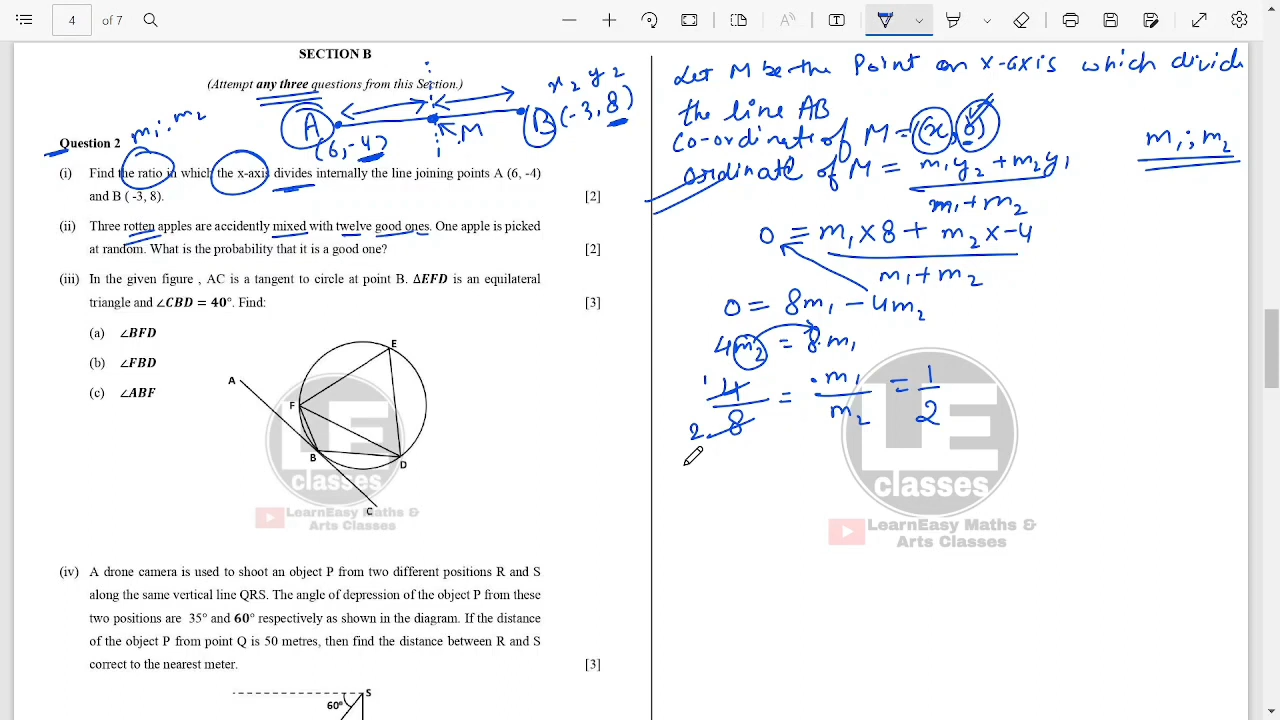 4 of 7
SECTION B
(Attempt any three questions from this Section.)
x2 y2
A
B (-3, 8)
(6, -4)
M
m1 : m2
Question 2
(i) Find the ratio in which the x-axis divides internally the line joining points A (6, -4)
and B ( -3, 8). [2]
(ii) Three rotten apples are accidently mixed with twelve good ones. One apple is picked
at random. What is the probability that it is a good one? [2]
(iii) In the given figure , AC is a tangent to circle at point B. ΔEFD is an equilateral
triangle and ∠CBD = 40°. Find: [3]
(a) ∠BFD
(b) ∠FBD
(c) ∠ABF
E
A
F
B
D
C
LE
classes
LearnEasy Maths &
Arts Classes
(iv) A drone camera is used to shoot an object P from two different positions R and S
along the same vertical line QRS. The angle of depression of the object P from these
two positions are 35° and 60° respectively as shown in the diagram. If the distance
of the object P from point Q is 50 metres, then find the distance between R and S
correct to the nearest meter. [3]
S
60°
Let M be the Point on x-axis which divide
the line AB
Co-ordinate of M = (x, 0)
m1 : m2
ordinate of M = m1y2 + m2y1
m1 + m2
0 = m1 x 8 + m2 x -4
m1 + m2
0 = 8m1 - 4m2
4m2 = 8m1
1 4 = m1 = 1
2 8 m2 2
LE
classes
LearnEasy Maths &
Arts Classes